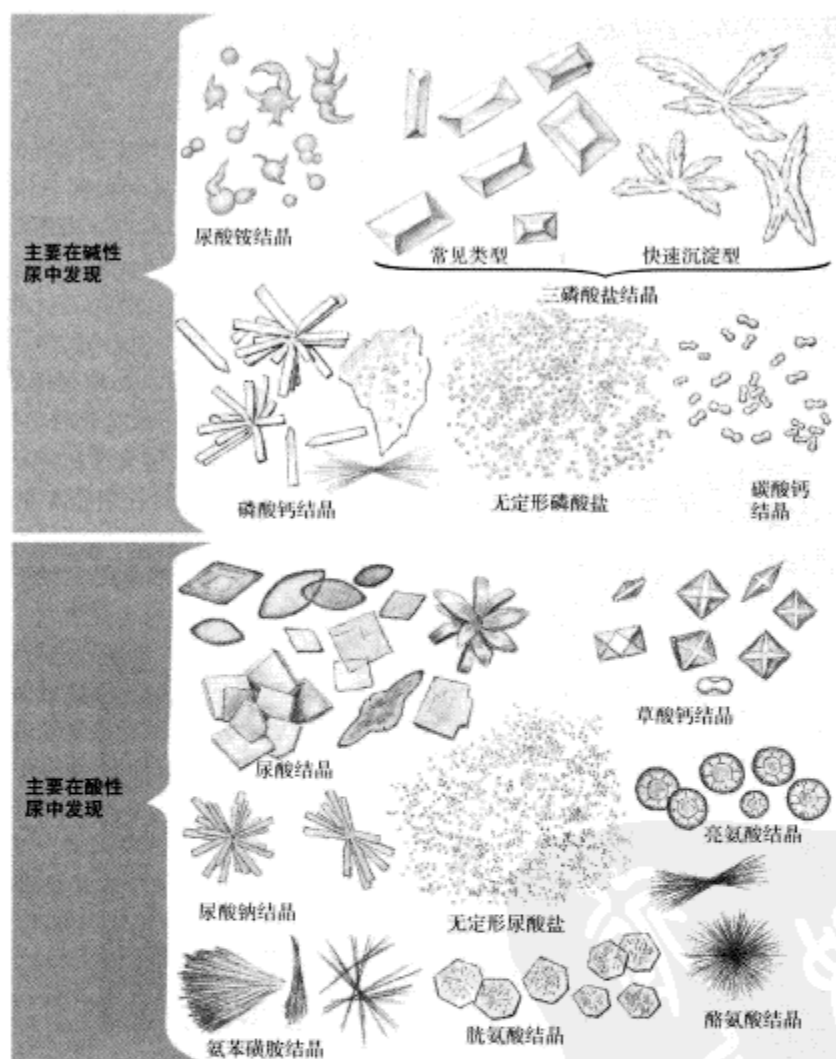 尿酸铵结晶
常见类型
快速沉淀型
三磷酸盐结晶
主要在碱性
尿中发现
磷酸钙结晶
无定形磷酸盐
碳酸钙
结晶
尿酸结晶
草酸钙结晶
主要在酸性
尿中发现
亮氨酸结晶
尿酸钠结晶
无定形尿酸盐
氨苯磺胺结晶
胱氨酸结晶
酪氨酸结晶